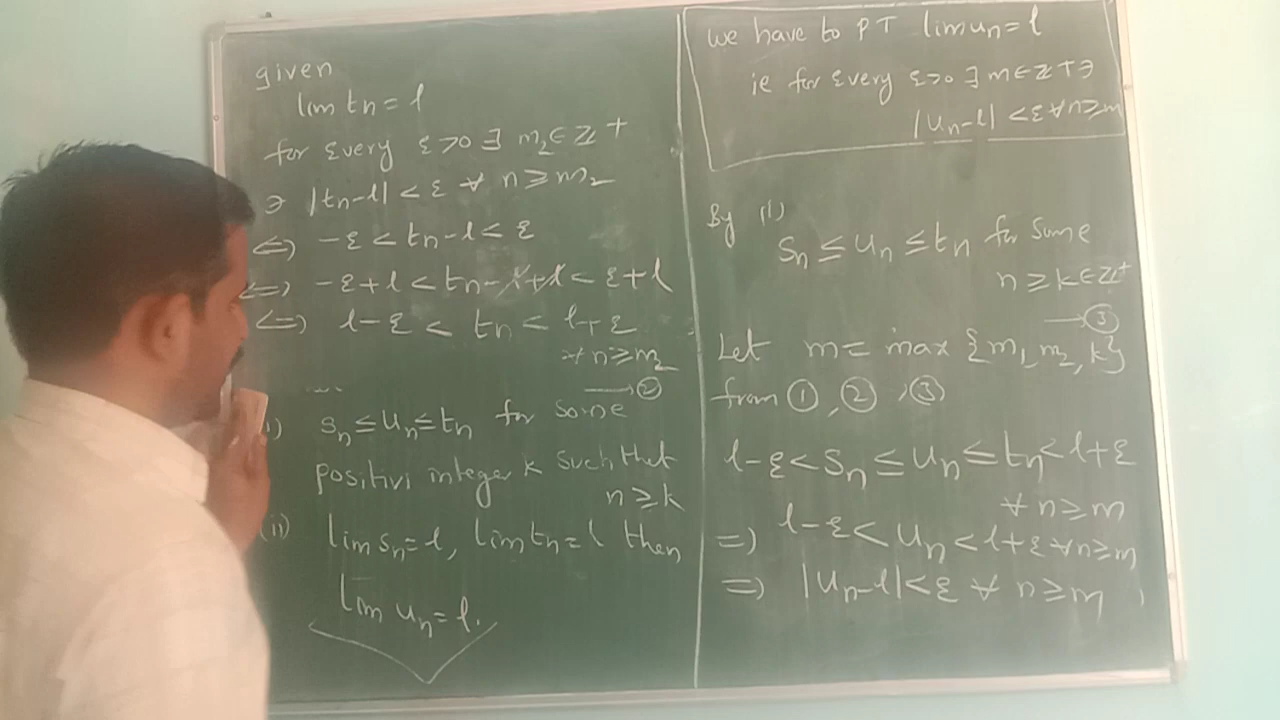 given
lim tn = l
for every ε>0 ∃ m₂∈ℤ⁺
∋ |tn-l| < ε ∀ n≥m₂
⇔ -ε < tn-l < ε
⇔ -ε+l < tn-l+l < ε+l
⇔ l-ε < tn < l+ε
∀ n≥m₂
→②
i) Sn ≤ Un ≤ tn for some
positivi integer k such that
n ≥ k
(ii) lim Sn = l, lim tn = l then
lim un = l.
we have to PT lim un = l
ie for every ε>0 ∃ m∈ℤ+∋
|Un-l| <ε ∀ n≥m
By (i)
Sn ≤ Un ≤ tn for some
n ≥ k∈ℤ⁺
→③
Let m = max {m₁, m₂, k}
from ①, ②, ③
l-ε < Sn ≤ Un ≤ tn < l+ε
∀ n ≥ m
⇒ l-ε < Un < l+ε ∀ n≥m
⇒ |Un-l| < ε ∀ n ≥ m